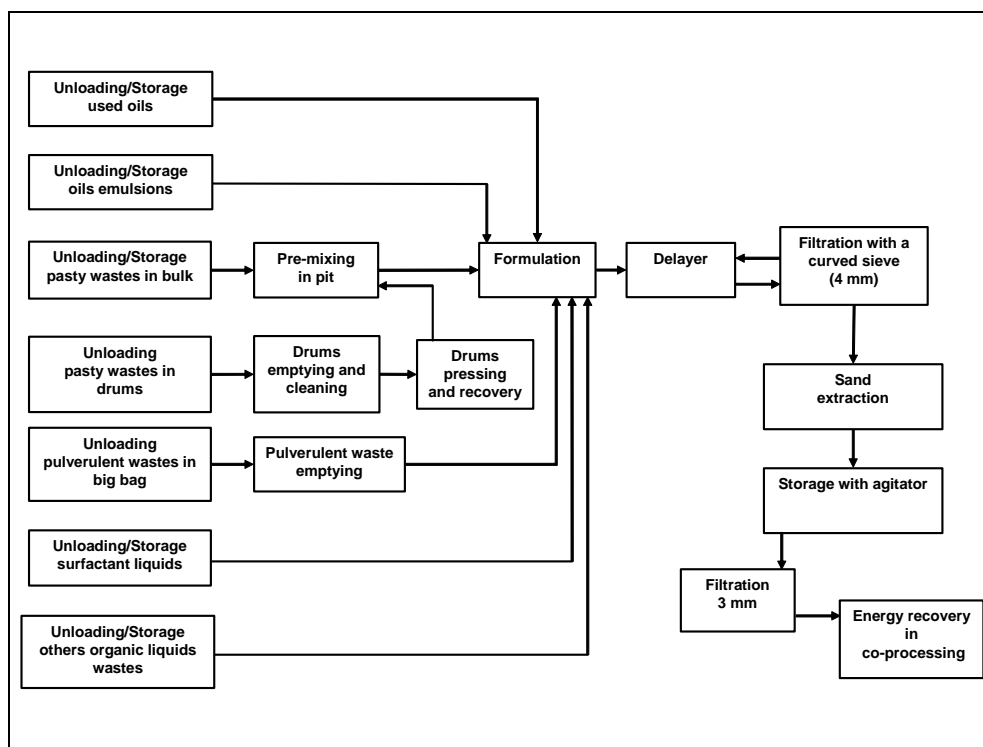 Unloading/Storage
used oils
Unloading/Storage
oils emulsions
Unloading/Storage
pasty wastes in bulk
Pre-mixing
in pit
Formulation
Delayer
Filtration with a
curved sieve
(4 mm)
Unloading
pasty wastes in
drums
Drums
emptying and
cleaning
Drums
pressing
and recovery
Sand
extraction
Unloading
pulverulent wastes in
big bag
Pulverulent waste
emptying
Storage with agitator
Unloading/Storage
surfactant liquids
Filtration
3 mm
Unloading/Storage
others organic liquids
wastes
Energy recovery
in
co-processing